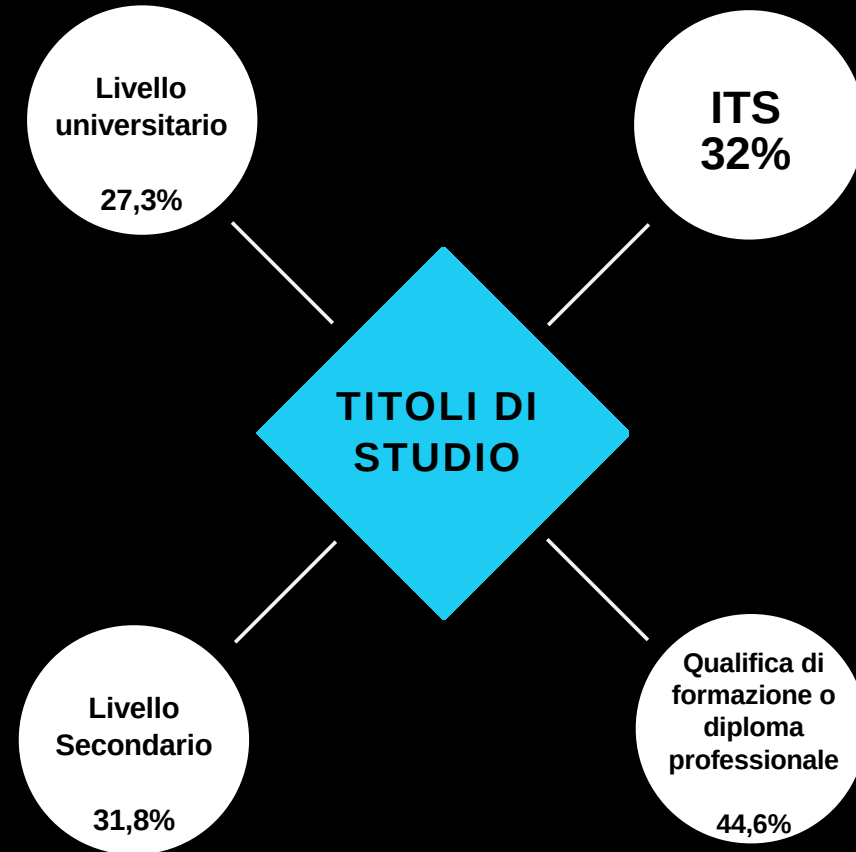 Livello
universitario
27,3%
ITS
32%
TITOLI DI
STUDIO
Livello
Secondario
31,8%
Qualifica di
formazione o
diploma
professionale
44,6%